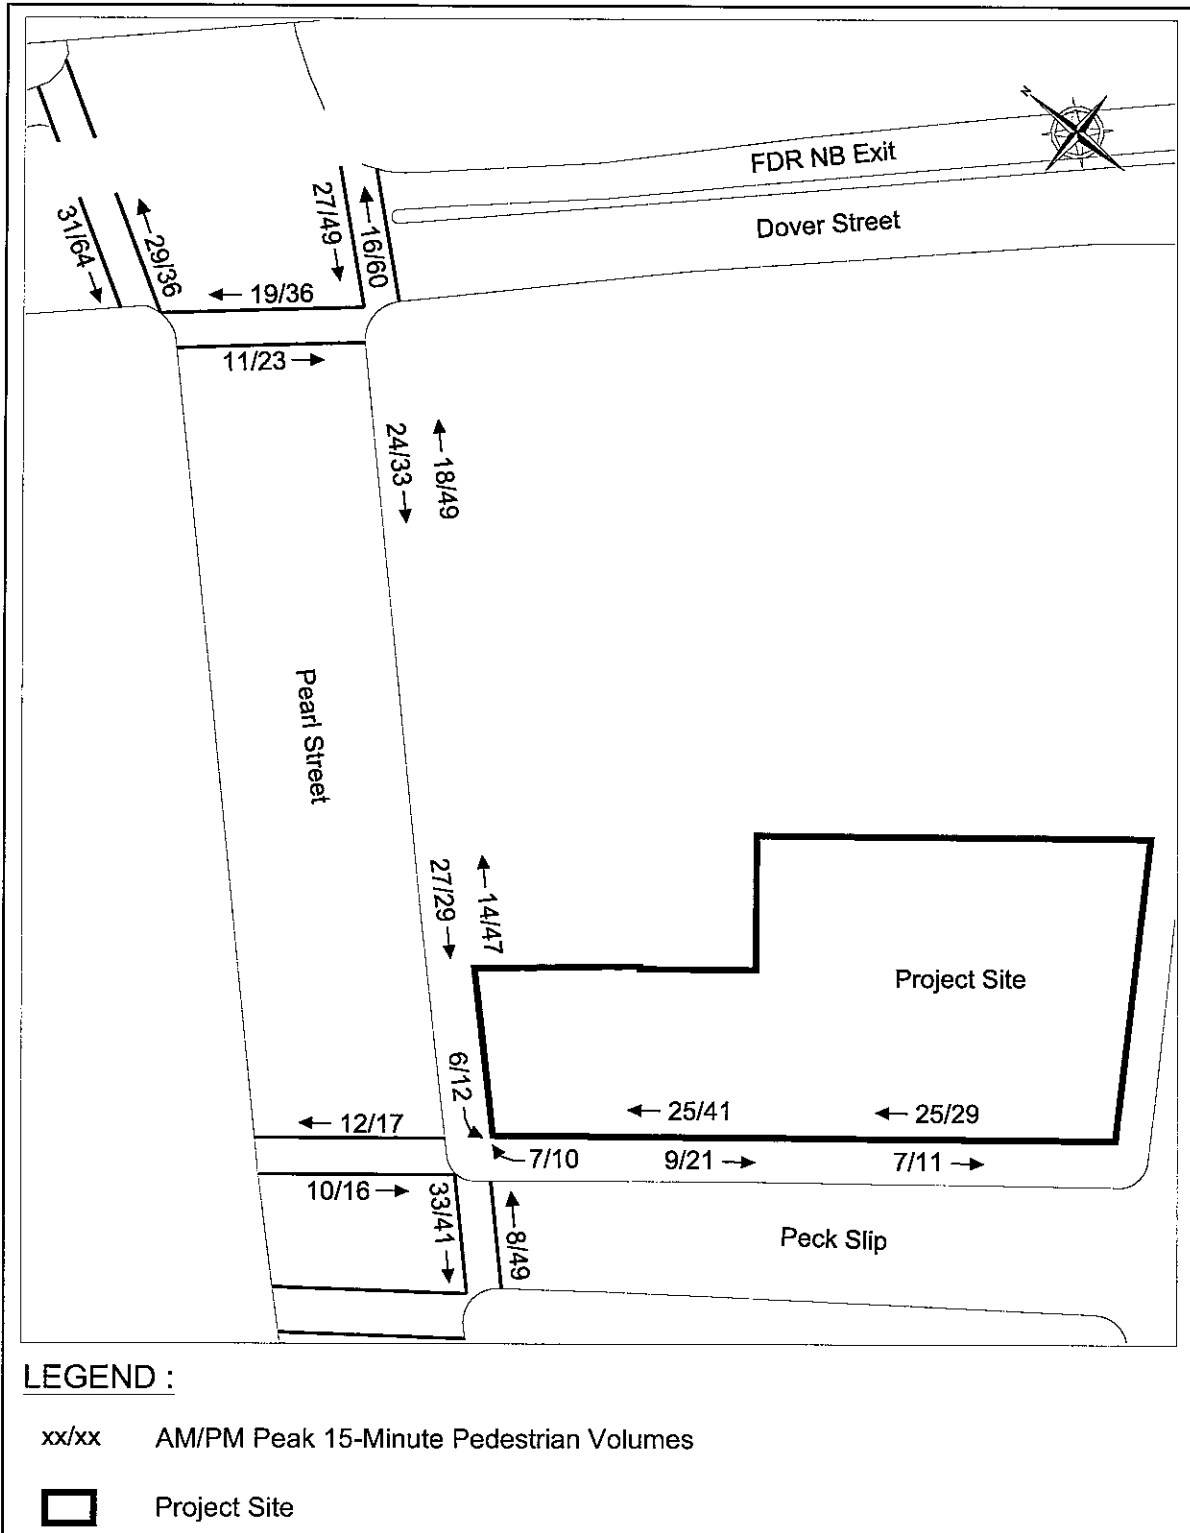 N
FDR NB Exit
Dover Street
27/49
16/60
31/64
29/36
19/36
11/23
24/33
18/49
Pearl Street
27/29
14/47
Project Site
6/12
25/41
25/29
12/17
7/10
9/21
7/11
10/16
33/41
8/49
Peck Slip
LEGEND :
xx/xx AM/PM Peak 15-Minute Pedestrian Volumes
Project Site